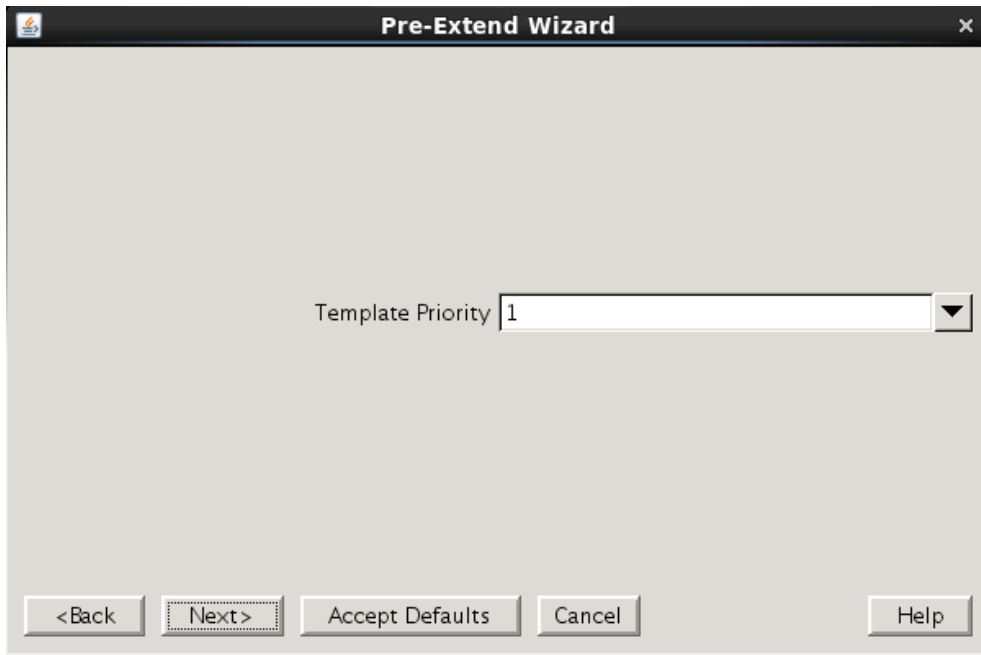 Pre-Extend Wizard
Template Priority 1
<Back Next> Accept Defaults Cancel Help